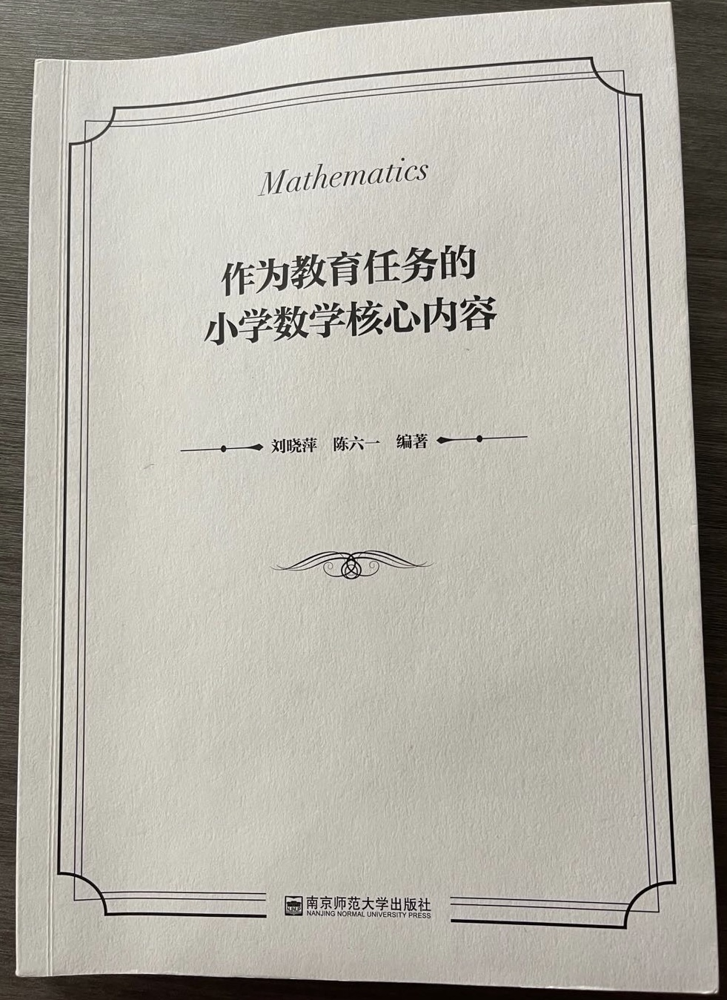 Mathematics
作为教育任务的
小学数学核心内容
刘晓萍 陈六一 编著
南京师范大学出版社
NANJING NORMAL UNIVERSITY PRESS
NJNUP